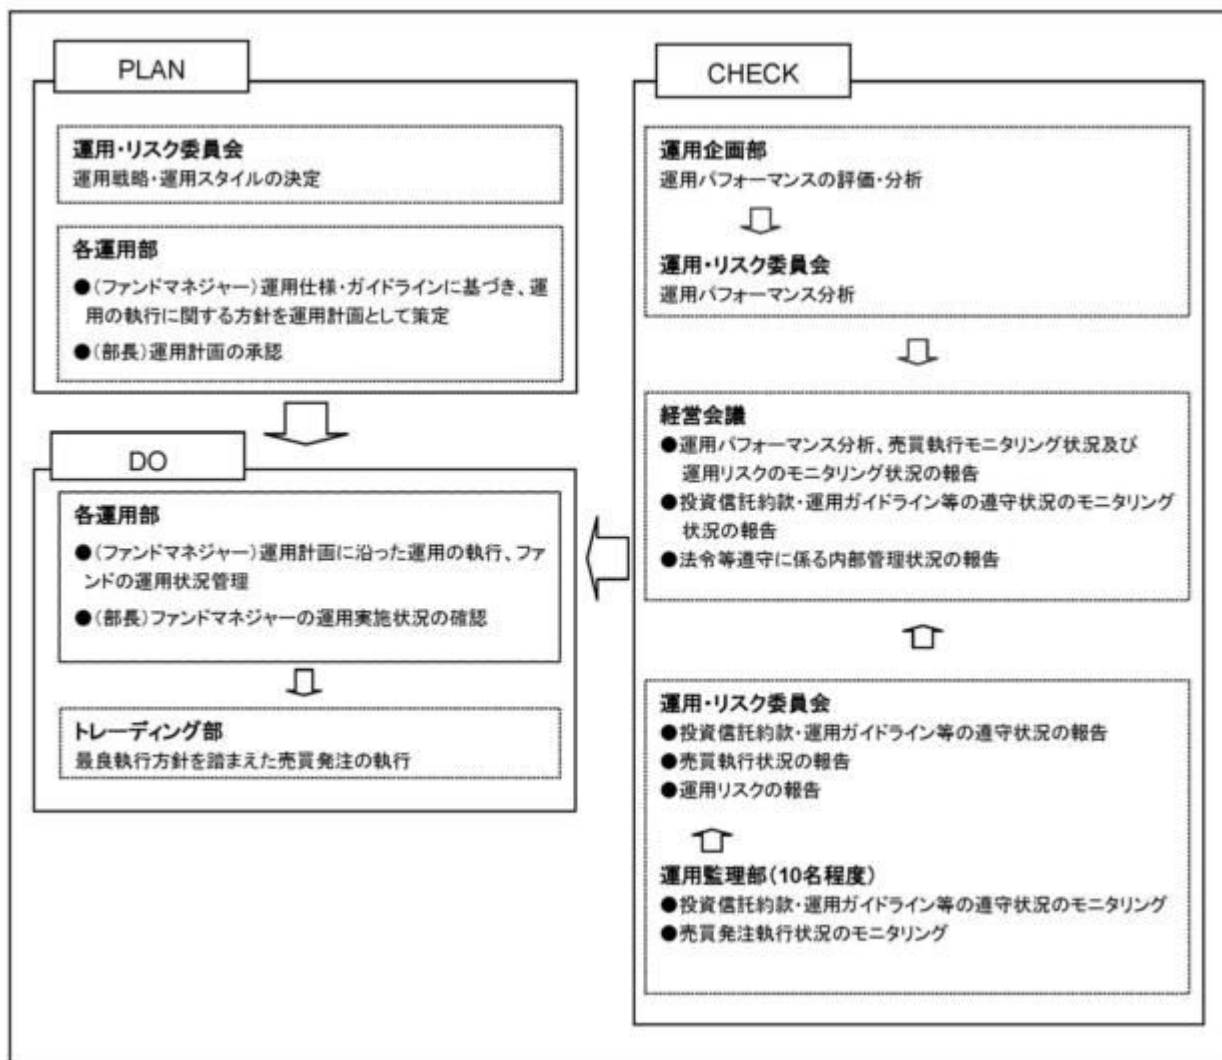 PLAN
運用・リスク委員会
運用戦略・運用スタイルの決定
各運用部
●(ファンドマネジャー)運用仕様・ガイドラインに基づき、運
用の執行に関する方針を運用計画として策定
●(部長)運用計画の承認
DO
各運用部
●(ファンドマネジャー)運用計画に沿った運用の執行、ファ
ンドの運用状況管理
●(部長)ファンドマネジャーの運用実施状況の確認
トレーディング部
最良執行方針を踏まえた売買発注の執行
CHECK
運用企画部
運用パフォーマンスの評価・分析
運用・リスク委員会
運用パフォーマンス分析
経営会議
●運用パフォーマンス分析、売買執行モニタリング状況及び
運用リスクのモニタリング状況の報告
●投資信託約款・運用ガイドライン等の遵守状況のモニタリング
状況の報告
●法令等遵守に係る内部管理状況の報告
運用・リスク委員会
●投資信託約款・運用ガイドライン等の遵守状況の報告
●売買執行状況の報告
●運用リスクの報告
運用監理部(10名程度)
●投資信託約款・運用ガイドライン等の遵守状況のモニタリング
●売買発注執行状況のモニタリング